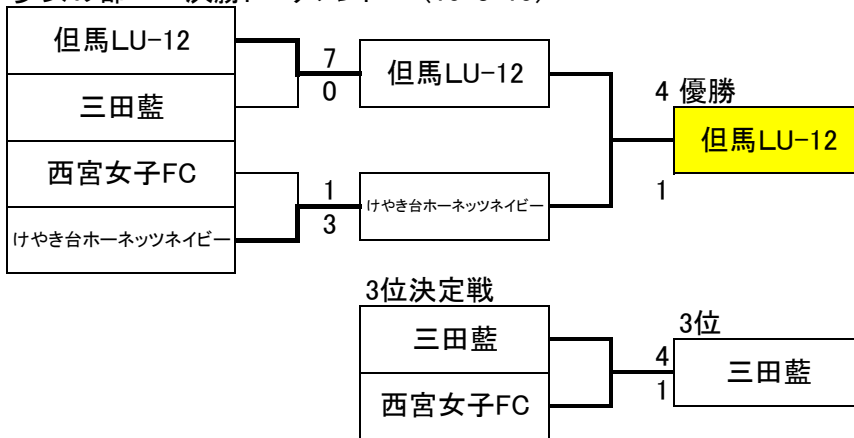 但馬LU-12
三田藍
西宮女子FC
けやき台ホーネッツネイビー
7
0
1
3
但馬LU-12
けやき台ホーネッツネイビー
4 優勝
但馬LU-12
1
3位決定戦
三田藍
西宮女子FC
3位
4
1
三田藍